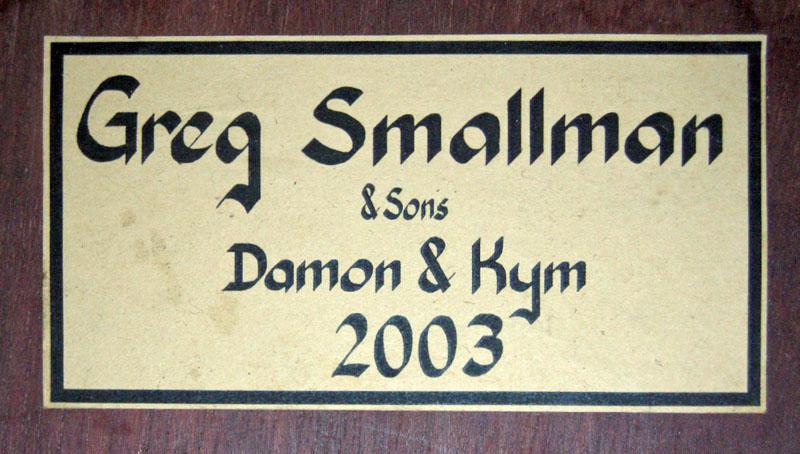 Greg Smallman
& Sons
Damon & Kym
2003